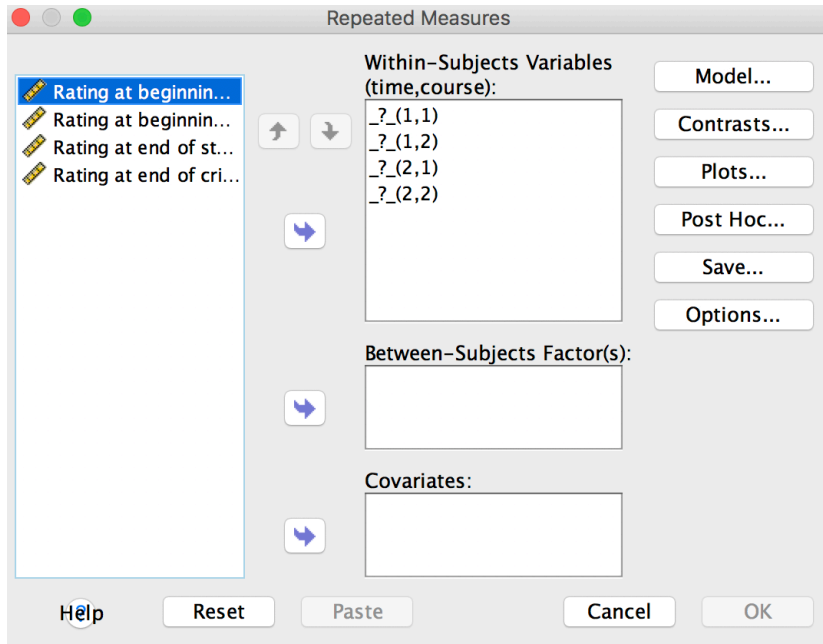 Repeated Measures
Rating at beginnin...
Rating at beginnin...
Rating at end of st...
Rating at end of cri...
Within-Subjects Variables
(time,course):
_?_(1,1)
_?_(1,2)
_?_(2,1)
_?_(2,2)
Between-Subjects Factor(s):
Covariates:
Model...
Contrasts...
Plots...
Post Hoc...
Save...
Options...
Help
Reset
Paste
Cancel
OK